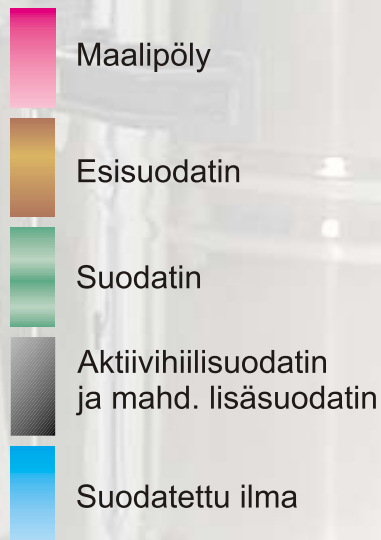 Maalipöly
Esisuodatin
Suodatin
Aktiivihiilisuodatin
ja mahd. lisäsuodatin
Suodatettu ilma